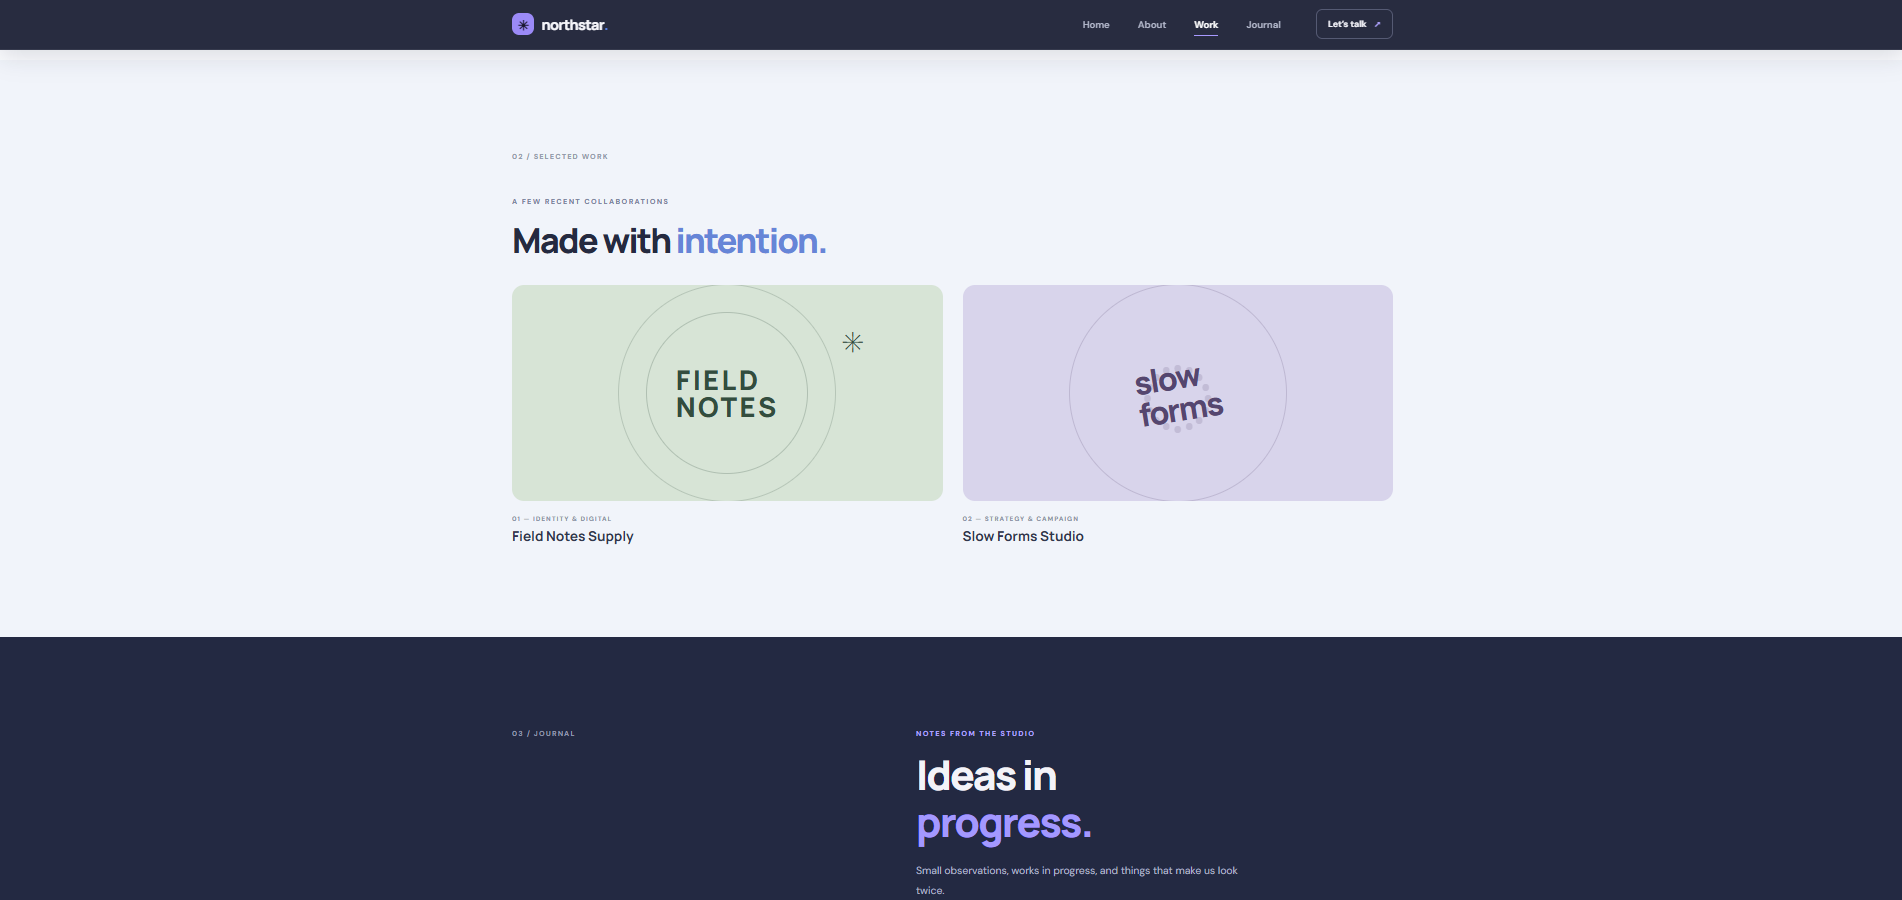 northstar.
Home
About
Work
Journal
Let's talk ↗
02 / SELECTED WORK
A FEW RECENT COLLABORATIONS
Made with intention.
FIELD
NOTES
slow
forms
01 — IDENTITY & DIGITAL
Field Notes Supply
02 — STRATEGY & CAMPAIGN
Slow Forms Studio
03 / JOURNAL
NOTES FROM THE STUDIO
Ideas in
progress.
Small observations, works in progress, and things that make us look
twice.